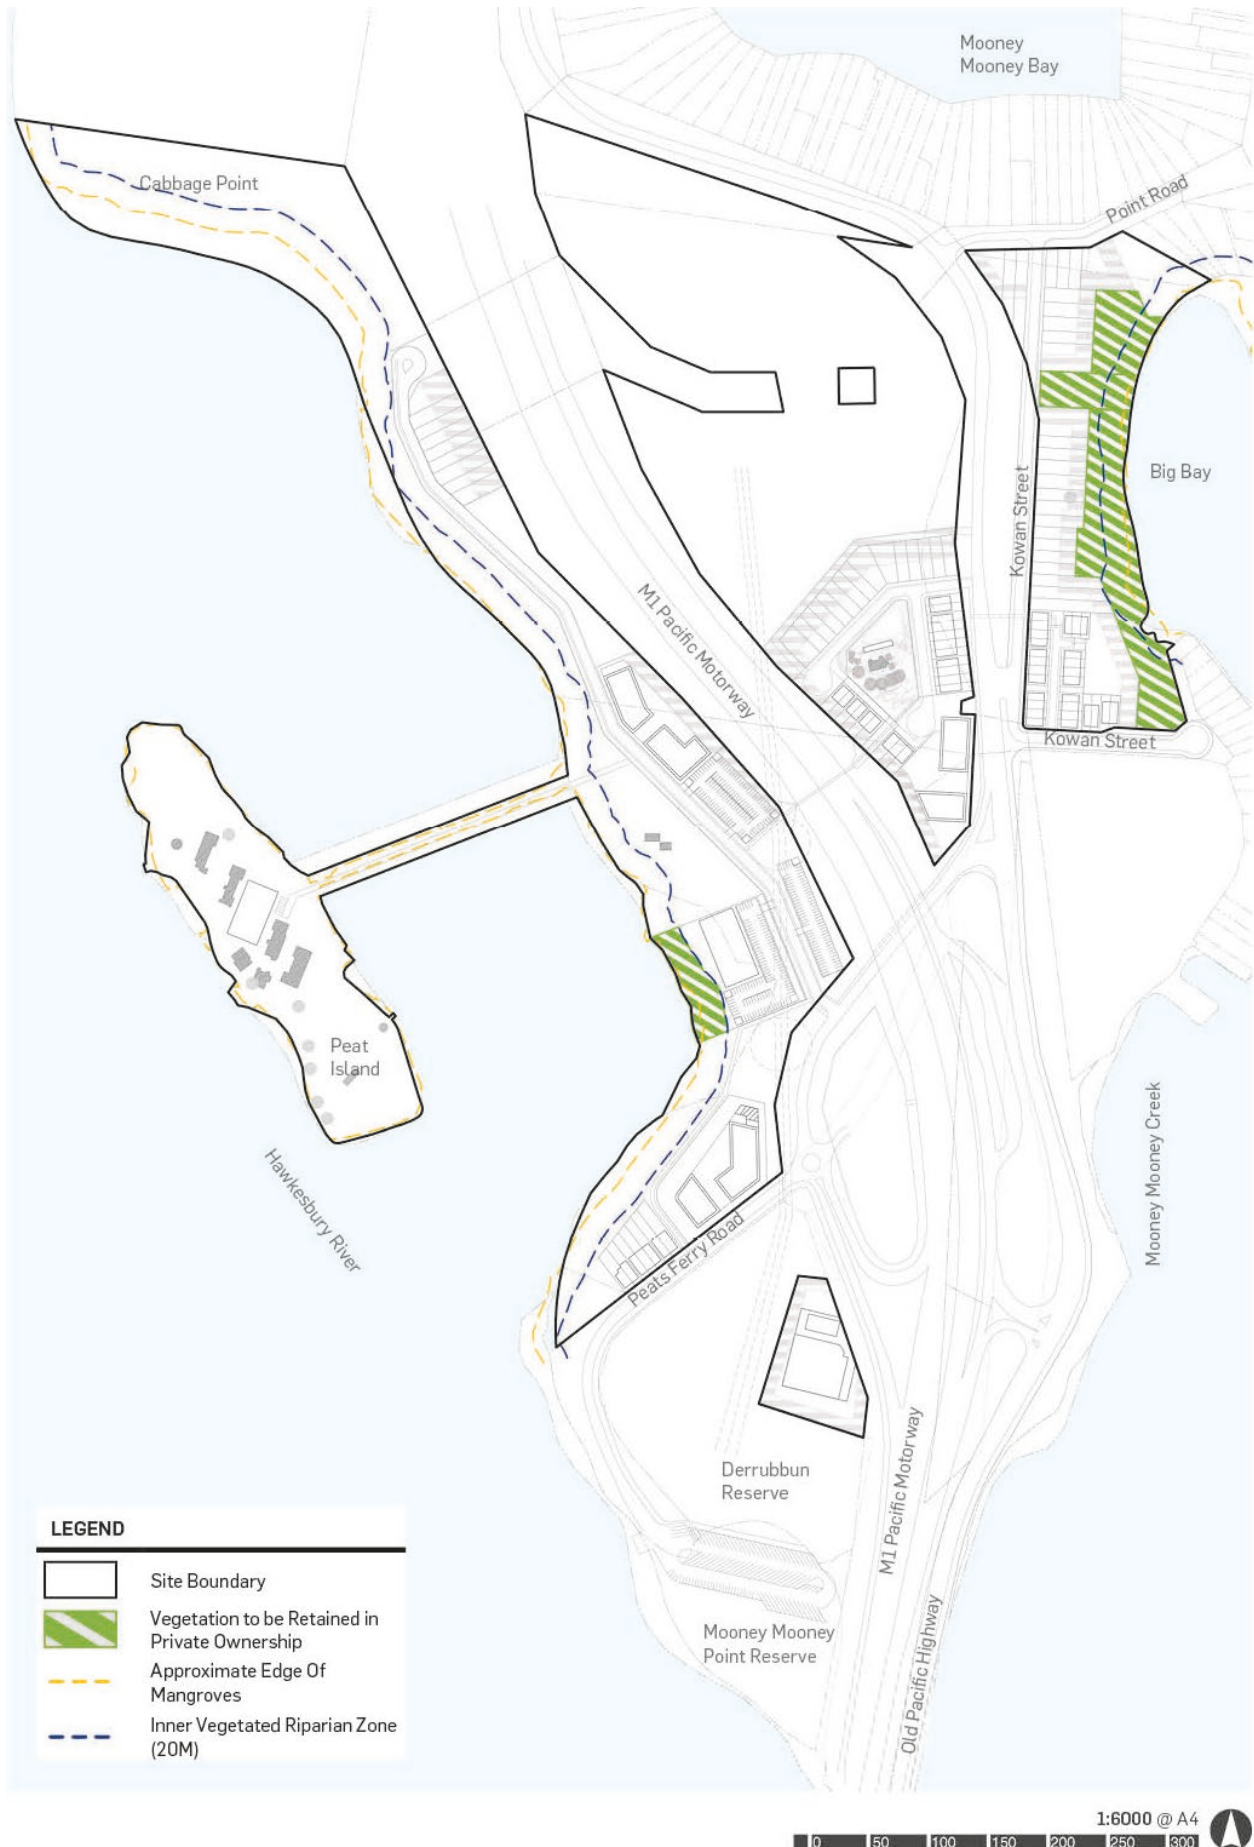 Mooney
Mooney Bay
Cabbage Point
Point Road
Big Bay
Kowan Street
M1 Pacific Motorway
Kowan Street
Peat
Island
Hawkesbury River
Mooney Mooney Creek
Peats Ferry Road
Derrubbun
Reserve
M1 Pacific Motorway
Mooney Mooney
Point Reserve
Old Pacific Highway
LEGEND
Site Boundary
Vegetation to be Retained in
Private Ownership
Approximate Edge Of
Mangroves
Inner Vegetated Riparian Zone
(20M)
1:6000 @ A4
0 50 100 150 200 250 300